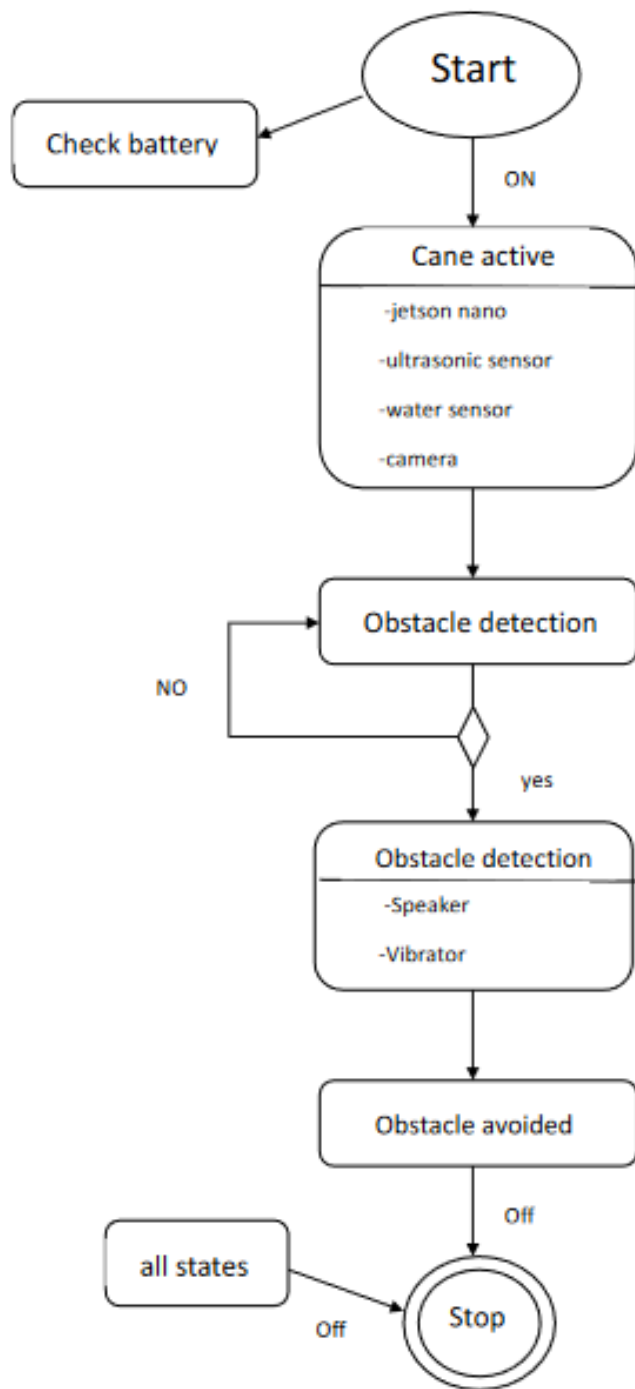 Start
Check battery
ON
Cane active
-jetson nano
-ultrasonic sensor
-water sensor
-camera
Obstacle detection
NO
yes
Obstacle detection
-Speaker
-Vibrator
Obstacle avoided
Off
all states
Off
Stop